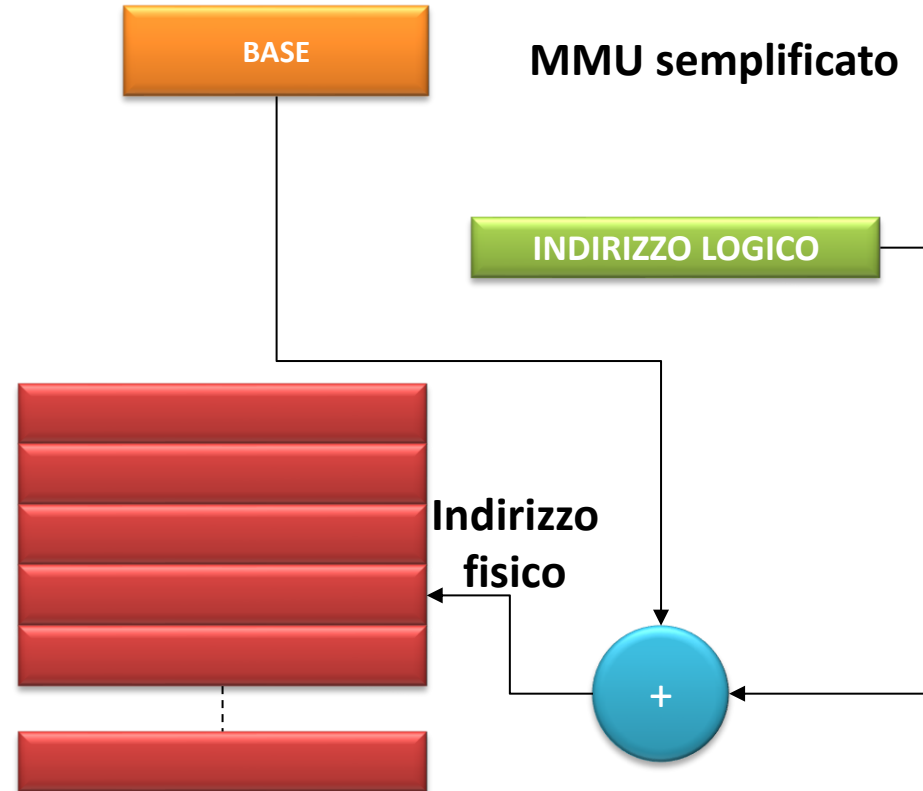 BASE
MMU semplificato
INDIRIZZO LOGICO
Indirizzo
fisico
+